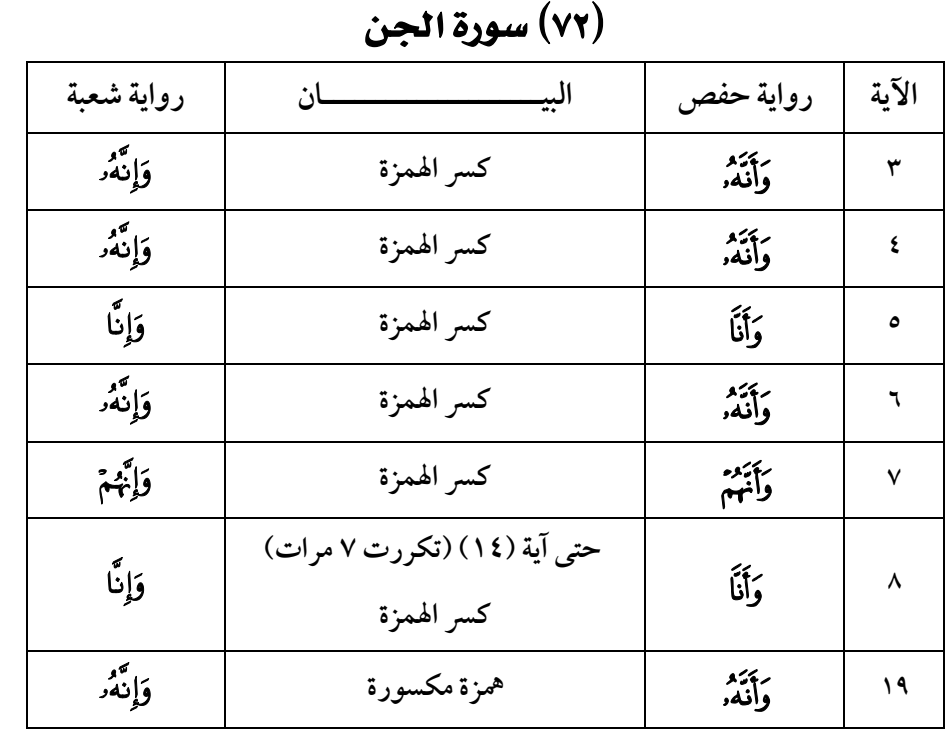 (٧٢) سورة الجن
الآية رواية حفص البيـــــــــــان رواية شعبة
٣ وَأَنَّهُۥ كسر الهمزة وَإِنَّهُۥ
٤ وَأَنَّهُۥ كسر الهمزة وَإِنَّهُۥ
٥ وَأَنَّا كسر الهمزة وَإِنَّا
٦ وَأَنَّهُۥ كسر الهمزة وَإِنَّهُۥ
٧ وَأَنَّهُمۡ كسر الهمزة وَإِنَّهُمۡ
٨ وَأَنَّا حتى آية (١٤) (تكررت ٧ مرات) وَإِنَّا
كسر الهمزة
١٩ وَأَنَّهُۥ همزة مكسورة وَإِنَّهُۥ